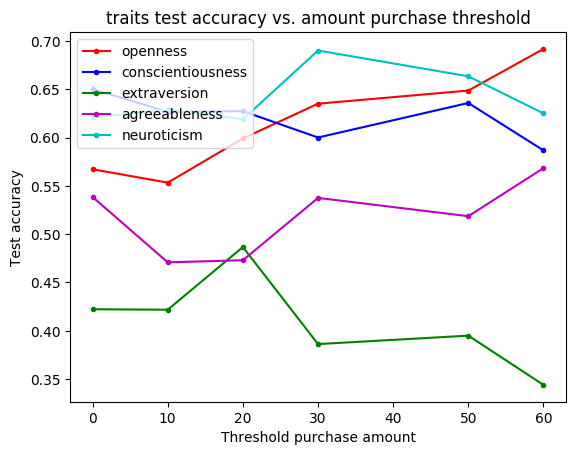 traits test accuracy vs. amount purchase threshold
0.70
0.65
0.60
0.55
0.50
0.45
0.40
0.35
Test accuracy
openness
conscientiousness
extraversion
agreeableness
neuroticism
0 10 20 30 40 50 60
Threshold purchase amount